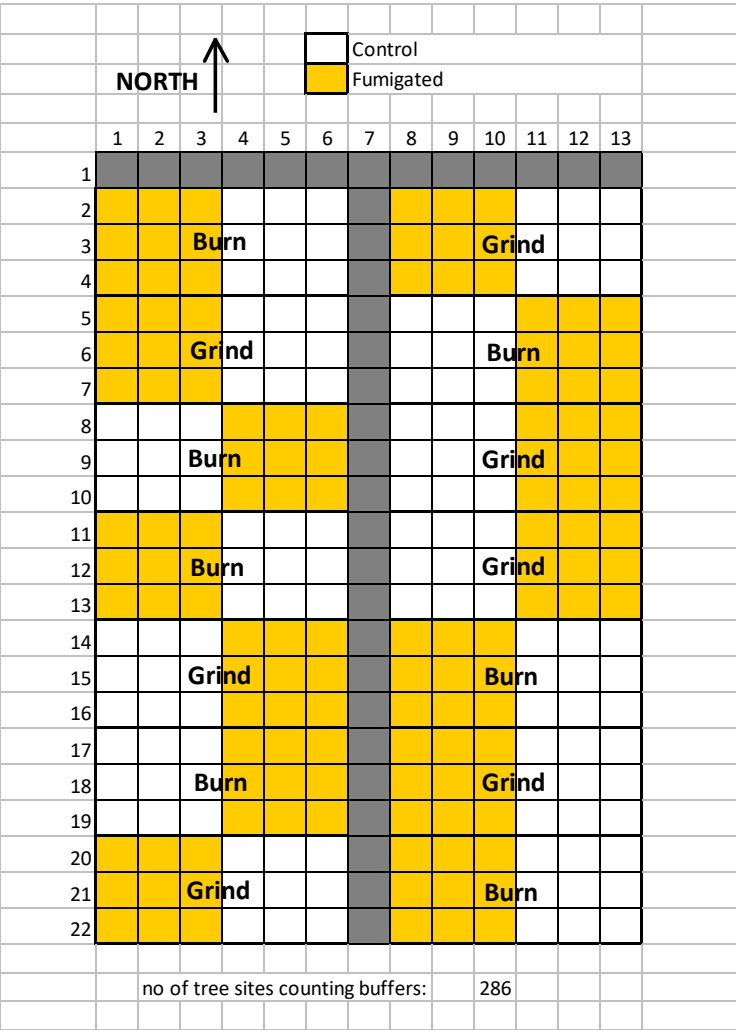 Control
NORTH Fumigated
1 2 3 4 5 6 7 8 9 10 11 12 13
1
2
3 Burn Grind
4
5
6 Grind Burn
7
8
9 Burn Grind
10
11
12 Burn Grind
13
14
15 Grind Burn
16
17
18 Burn Grind
19
20
21 Grind Burn
22
no of tree sites counting buffers: 286